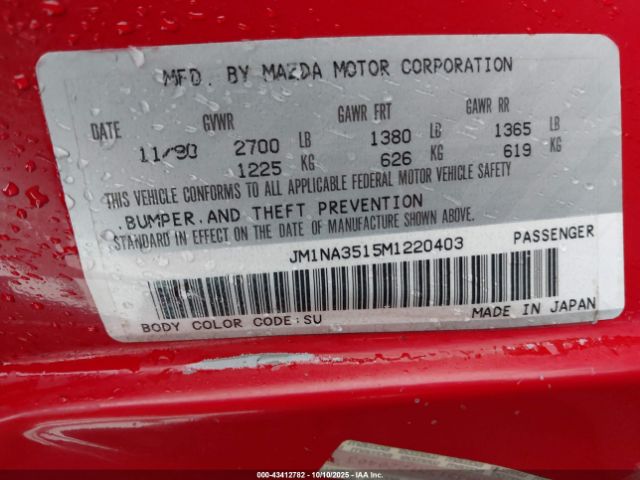 MFD. BY MAZDA MOTOR CORPORATION
DATE GVWR GAWR FRT GAWR RR
11/90 2700 LB 1380 LB 1365 LB
1225 KG 626 KG 619 KG
THIS VEHICLE CONFORMS TO ALL APPLICABLE FEDERAL MOTOR VEHICLE SAFETY
.BUMPER.AND THEFT PREVENTION
STANDARD IN EFFECT ON THE DATE OF MANUFACTURE SHOWN ABOVE.
JM1NA3515M1220403 PASSENGER
BODY COLOR CODE:SU MADE IN JAPAN
000-43412782 - 10/10/2025 - IAAI.com